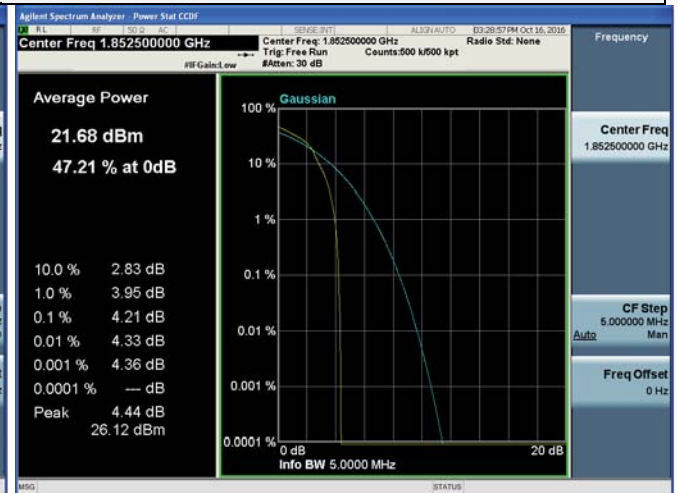 Agilent Spectrum Analyzer - Power Stat CCDF
RL RF 50 Ω AC SENSE:INT ALIGN AUTO 03:28:57 PM Oct 16, 2016
Center Freq 1.852500000 GHz
Center Freq: 1.852500000 GHz Radio Std: None
Trig: Free Run Counts:500 k/500 kpt
#IFGain:Low #Atten: 30 dB
Frequency
Average Power
21.68 dBm
47.21 % at 0dB
10.0 % 2.83 dB
1.0 % 3.95 dB
0.1 % 4.21 dB
0.01 % 4.33 dB
0.001 % 4.36 dB
0.0001 % --- dB
Peak 4.44 dB
26.12 dBm
Gaussian
100 %
10 %
1 %
0.1 %
0.01 %
0.001 %
0.0001 %
0 dB 20 dB
Info BW 5.0000 MHz
Center Freq
1.852500000 GHz
CF Step
5.000000 MHz
Auto Man
Freq Offset
0 Hz
MSG STATUS